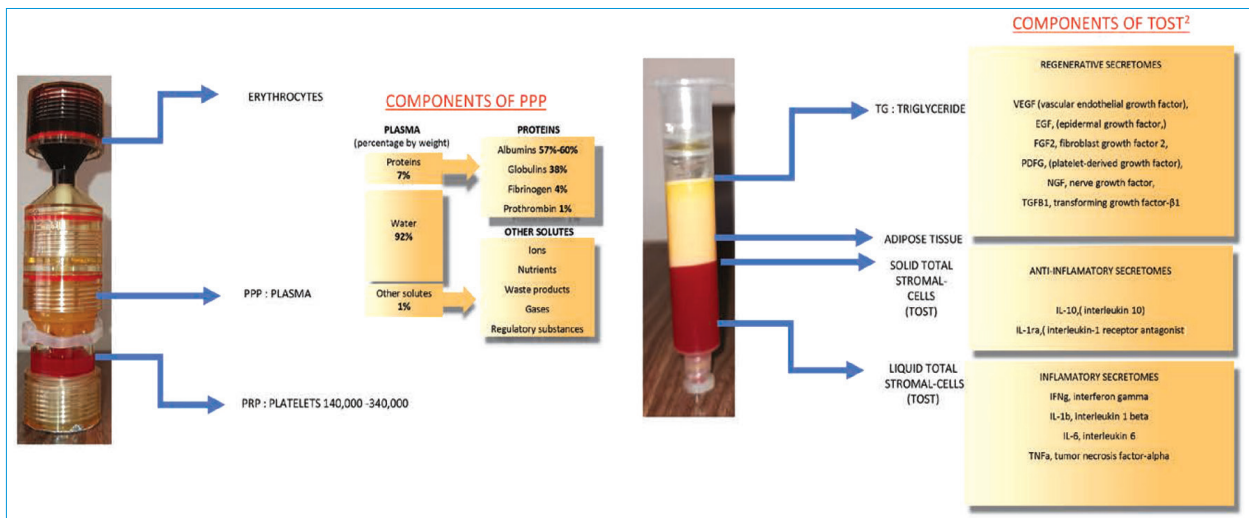 ERYTHROCYTES
PPP : PLASMA
PRP : PLATELETS 140,000 -340,000
COMPONENTS OF PPP
PLASMA
(percentage by weight)
Proteins
7%
Water
92%
Other solutes
1%
PROTEINS
Albumins 57%-60%
Globulins 38%
Fibrinogen 4%
Prothrombin 1%
OTHER SOLUTES
Ions
Nutrients
Waste products
Gases
Regulatory substances
TG : TRIGLYCERIDE
ADIPOSE TISSUE
SOLID TOTAL
STROMAL-
CELLS
(TOST)
LIQUID TOTAL
STROMAL-CELLS
(TOST)
COMPONENTS OF TOST²
REGENERATIVE SECRETOMES
VEGF (vascular endothelial growth factor),
EGF, (epidermal growth factor,)
FGF2, fibroblast growth factor 2,
PDFG, (platelet-derived growth factor),
NGF, nerve growth factor,
TGFB1, transforming growth factor-β1
ANTI-INFLAMATORY SECRETOMES
IL-10,( interleukin 10)
IL-1ra,( interleukin-1 receptor antagonist
INFLAMATORY SECRETOMES
IFNg, interferon gamma
IL-1b, interleukin 1 beta
IL-6, interleukin 6
TNFa, tumor necrosis factor-alpha